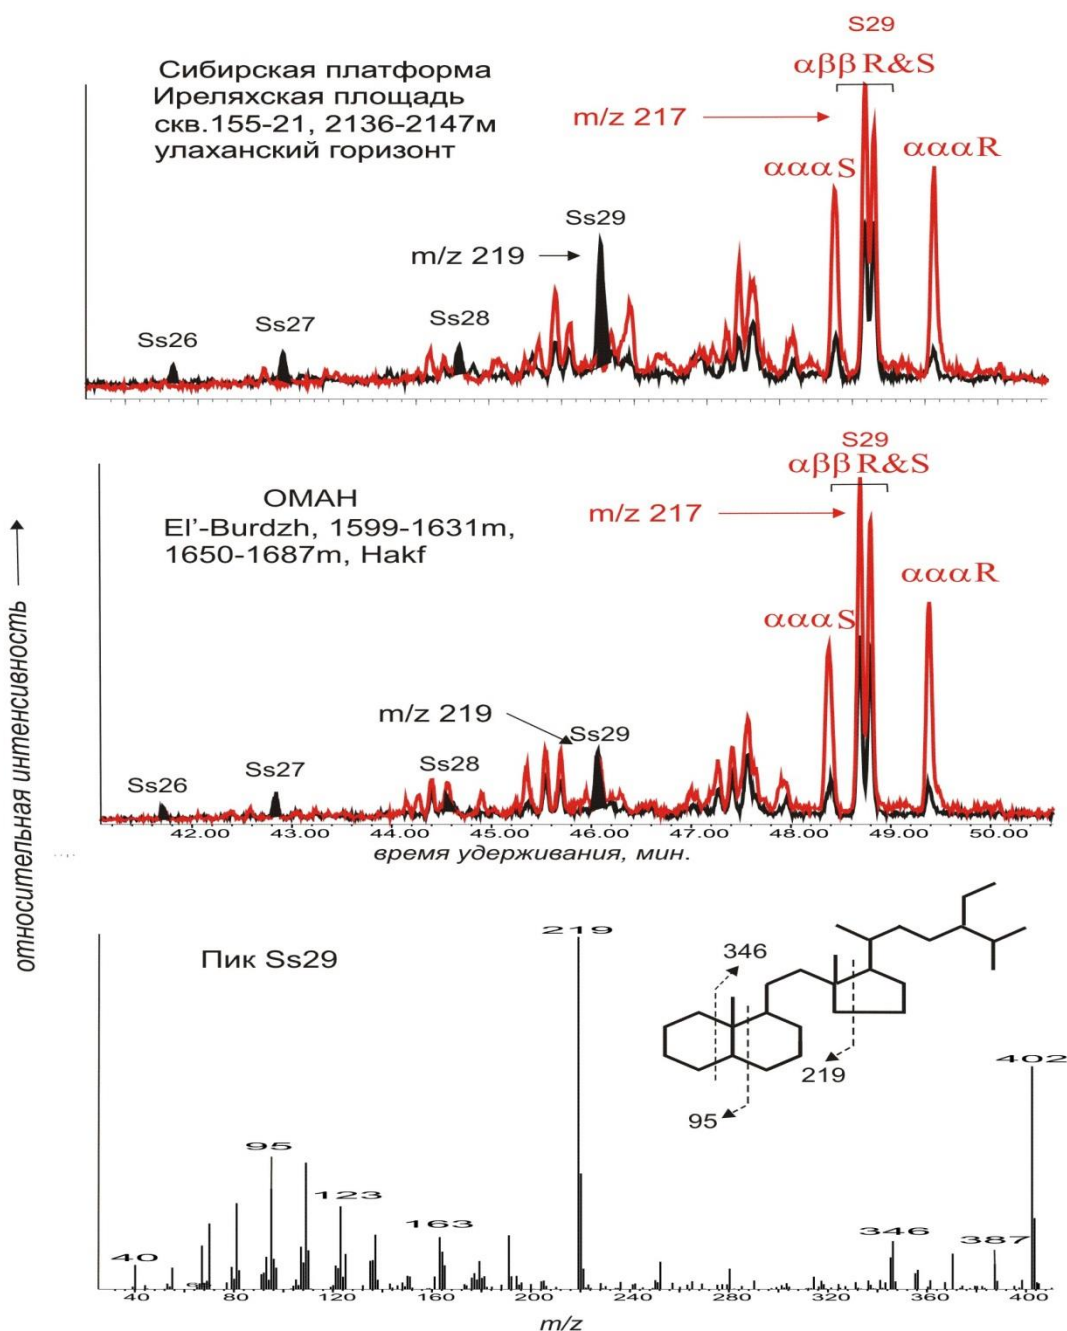 S29
Сибирская платформа
Иреляхская площадь
скв.155-21, 2136-2147м
улаханский горизонт
αββ R&S
m/z 217
αααS
αααR
Ss29
m/z 219
Ss26
Ss27
Ss28
S29
αββ R&S
ОМАН
El'-Burdzh, 1599-1631m,
1650-1687m, Hakf
m/z 217
αααR
αααS
m/z 219
Ss29
Ss26
Ss27
Ss28
42.00 43.00 44.00 45.00 46.00 47.00 48.00 49.00 50.00
время удерживания, мин.
относительная интенсивность
Пик Ss29
219
346
219
95
402
95
123
163
346
387
40
40 80 120 160 200 240 280 320 360 400
m/z